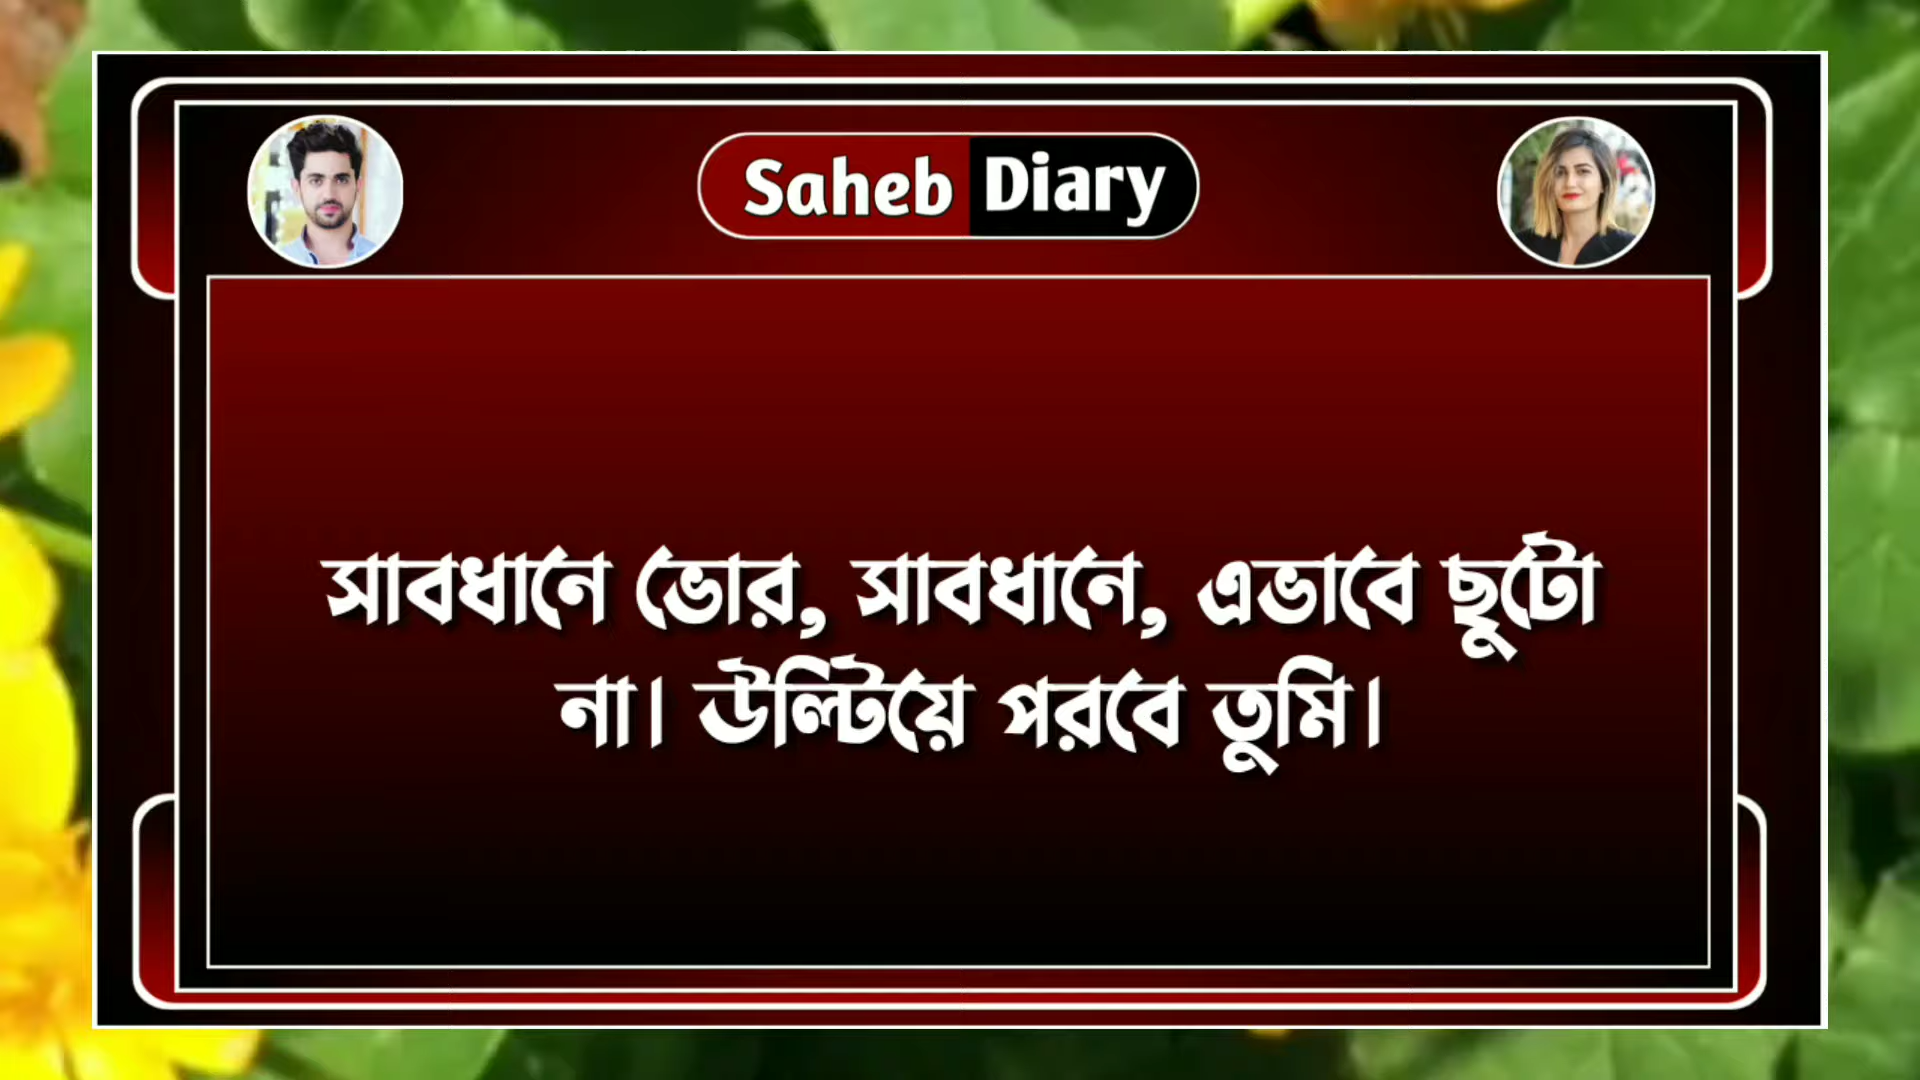 Saheb Diary
সাবধানে ভোর, সাবধানে, এভাবে ছুটো
না। উল্টিয়ে পরবে তুমি।